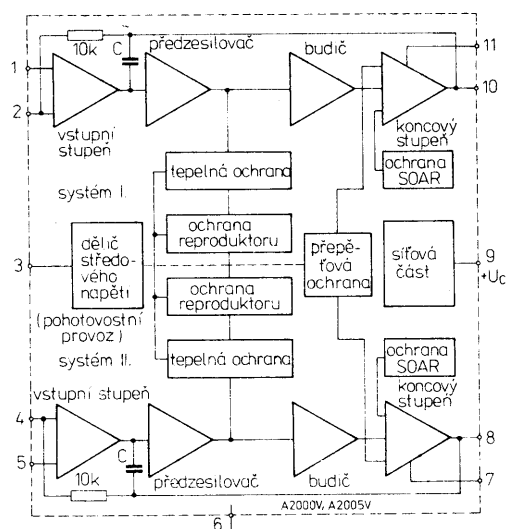 10k
C
předzesilovač
budič
11
1
10
2
vstupní
stupeň
koncový
stupeň
ochrana
SOAR
tepelná ochrana
systém I.
ochrana
reproduktoru
dělič
středo-
vého
napětí
přepě-
ťová
ochrana
síťová
část
3
9
+Uc
ochrana
reproduktoru
(pohotovostní
provoz)
systém II.
tepelná ochrana
ochrana
SOAR
koncový
stupeň
vstupní stupeň
4
8
5
C
10k
předzesilovač
budič
7
A2000V, A2005V
6